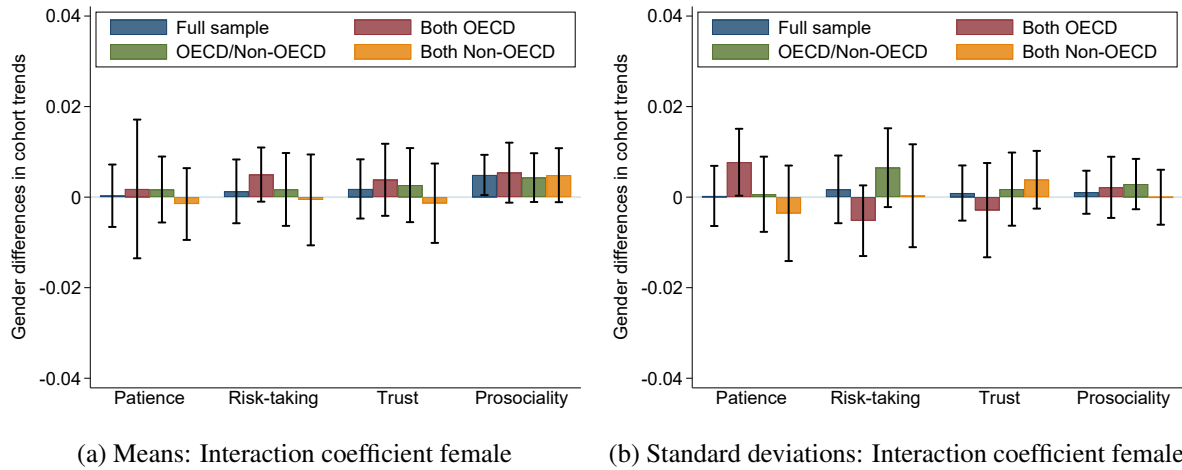 Gender differences in cohort trends
0.04
0.02
0
-0.02
-0.04
Full sample
Both OECD
OECD/Non-OECD
Both Non-OECD
Patience
Risk-taking
Trust
Prosociality
(a) Means: Interaction coefficient female
Gender differences in cohort trends
0.04
0.02
0
-0.02
-0.04
Full sample
Both OECD
OECD/Non-OECD
Both Non-OECD
Patience
Risk-taking
Trust
Prosociality
(b) Standard deviations: Interaction coefficient female